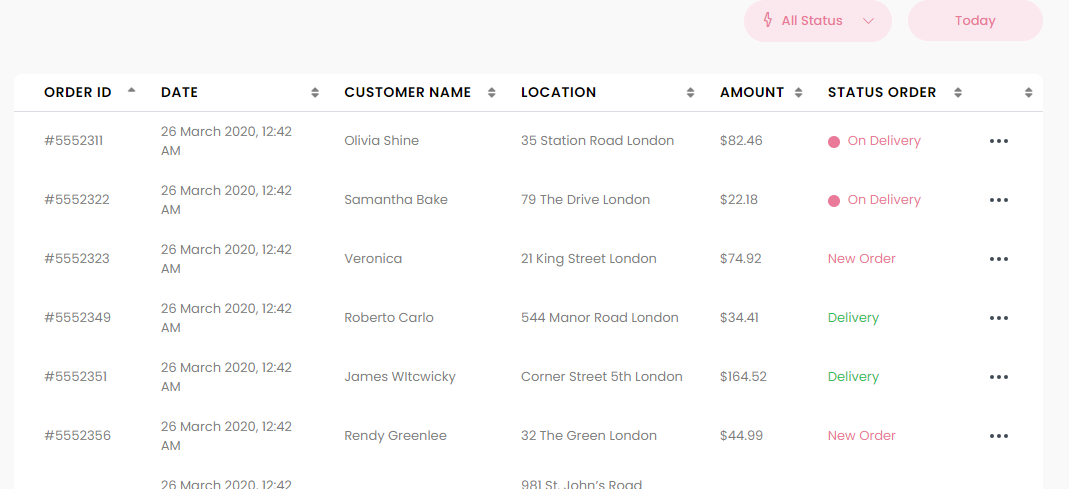 All Status Today
ORDER ID DATE CUSTOMER NAME LOCATION AMOUNT STATUS ORDER
#5552311 26 March 2020, 12:42 Olivia Shine 35 Station Road London $82.46 On Delivery
AM
#5552322 26 March 2020, 12:42 Samantha Bake 79 The Drive London $22.18 On Delivery
AM
#5552323 26 March 2020, 12:42 Veronica 21 King Street London $74.92 New Order
AM
#5552349 26 March 2020, 12:42 Roberto Carlo 544 Manor Road London $34.41 Delivery
AM
#5552351 26 March 2020, 12:42 James WItcwicky Corner Street 5th London $164.52 Delivery
AM
#5552356 26 March 2020, 12:42 Rendy Greenlee 32 The Green London $44.99 New Order
AM
26 March 2020, 12:42 981 St. John’s Road